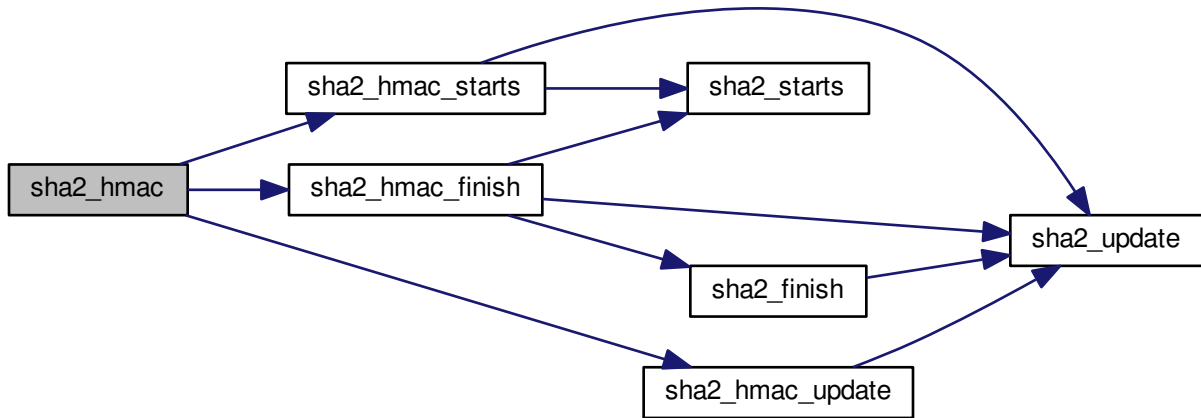 sha2_hmac_starts
sha2_starts
sha2_hmac
sha2_hmac_finish
sha2_update
sha2_finish
sha2_hmac_update